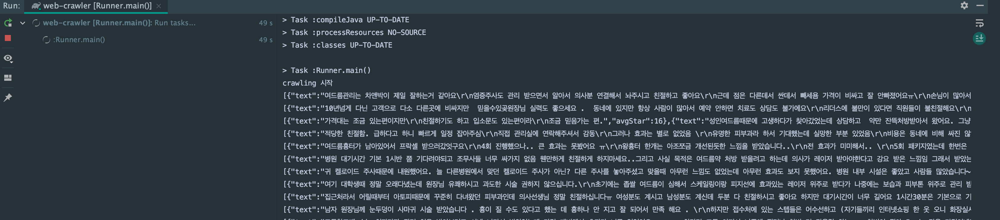 Run: web-crawler [Runner.main()]
web-crawler [Runner.main()]: Run tasks... 49 s
:Runner.main() 49 s
> Task :compileJava UP-TO-DATE
> Task :processResources NO-SOURCE
> Task :classes UP-TO-DATE
> Task :Runner.main()
crawling 시작
[{"text":"여드름관리는 차앤박이 제일 잘하는거 같아요\r\n염증주사도 관리 받으면서 알아서 의사분 연결해서 놔주시고 친절하고 좋아요\r\n근데 점은 다른데서 싼데서 빼세욤 가격이 비싸고 잘 안빠졌어요ㅠ\r\n손님이 많아서
[{"text":"10년넘게 다닌 고객으로 다소 다른곳에 비싸지만  믿을수있곶원장님 실력도 좋으세요 .  동네에 있지만 항상 사람이 많아서 예약 안하면 치료도 상담도 불가에요\r\n리더스에 불만이 있다면 직원들이 불친절해요\r\n
[{"text":"가격대는 조금 있는편이지만\r\n친절하기도 하고 입소문도 있는편이라\r\n조금 믿음가는 편.","avgStar":16},{"text":"성인여드름때문에 고생하다가 찾아갔었는데 상담하고  약만 잔뜩처방받아서 왔어요. 그냥
[{"text":"적당한 친절함. 급하다고 하니 빠르게 일정 잡아주심\r\n직접 관리실에 연락해주셔서 감동\r\n그러나 효과는 별로 없었음 \r\n유명한 피부과라 하서 기대했는데 실망한 부분 있었음\r\n비용은 동네에 비해 싸진 않
[{"text":"여드름흉터가 남아있어서 프락셀 받으러갔엇구요\r\n4회 진행했으나.. 큰 효과는 못봤어요 ㅠ\r\n왕흉터 한개는 아조쪼금 개선된듯한 느낌을 받았습니다..\r\n전 효과가 미미해서.. \r\n5회 패키지였는데 한번은
[{"text":"병원 대기시간 기본 1시반 쯤 기다려야되고 조무사들 너무 싸가지 없음 웬만하게 친절하게 하지마세요..그리고 사실 목적은 여드름약 처방 받을려고 하는데 의사가 레이저 받아야한다고 강요 받은 느낌임 그래서 받았는
[{"text":"귀 켈로이드 주사때문에 내원했어요. 늘 다른병원에서 맞던 켈로이드 주사가 아닌? 다른 주사를 놓아주셨고 맞을때 아무런 느낌도 없었는데 아무런 효과도 보지 못했어요. 병원 내부 시설은 좋았고 사람들 많았습니다~
[{"text":"여기 대학생때 정말 오래다녔는데 원장님 유쾌하시고 과도한 시술 권하지 않으십니다.\r\n초기에는 좁쌀 여드름이 심해서 스케일링이랑 피지선에 효과있는 레이저 위주로 받다가 나중에는 보습과 피부톤 위주로 관리 받
[{"text":"집근처라서 어릴때부터 아토피때문에 꾸준히 다녀왔던 피부과인데 의사선생님 정말 친절하십니다ㅠ 여성분도 계시고 남성분도 계신데 두분 다 친절하시고 좋아요 하지만 대기시간이 너무 길어요 1시간30분은 기본으로 기
[{"text":"남자 원장님께 눈두덩이 사마귀 시술 받았습니다 . 흉이 질 수도 있다고 했는 데 흉하나 안 지고 잘 되어서 만족 해요 . \r\n하지만 접수처에 있는 스텝들은 어수선하고 (자기들끼리 인터넷쇼핑 한 옷 오니 화장실